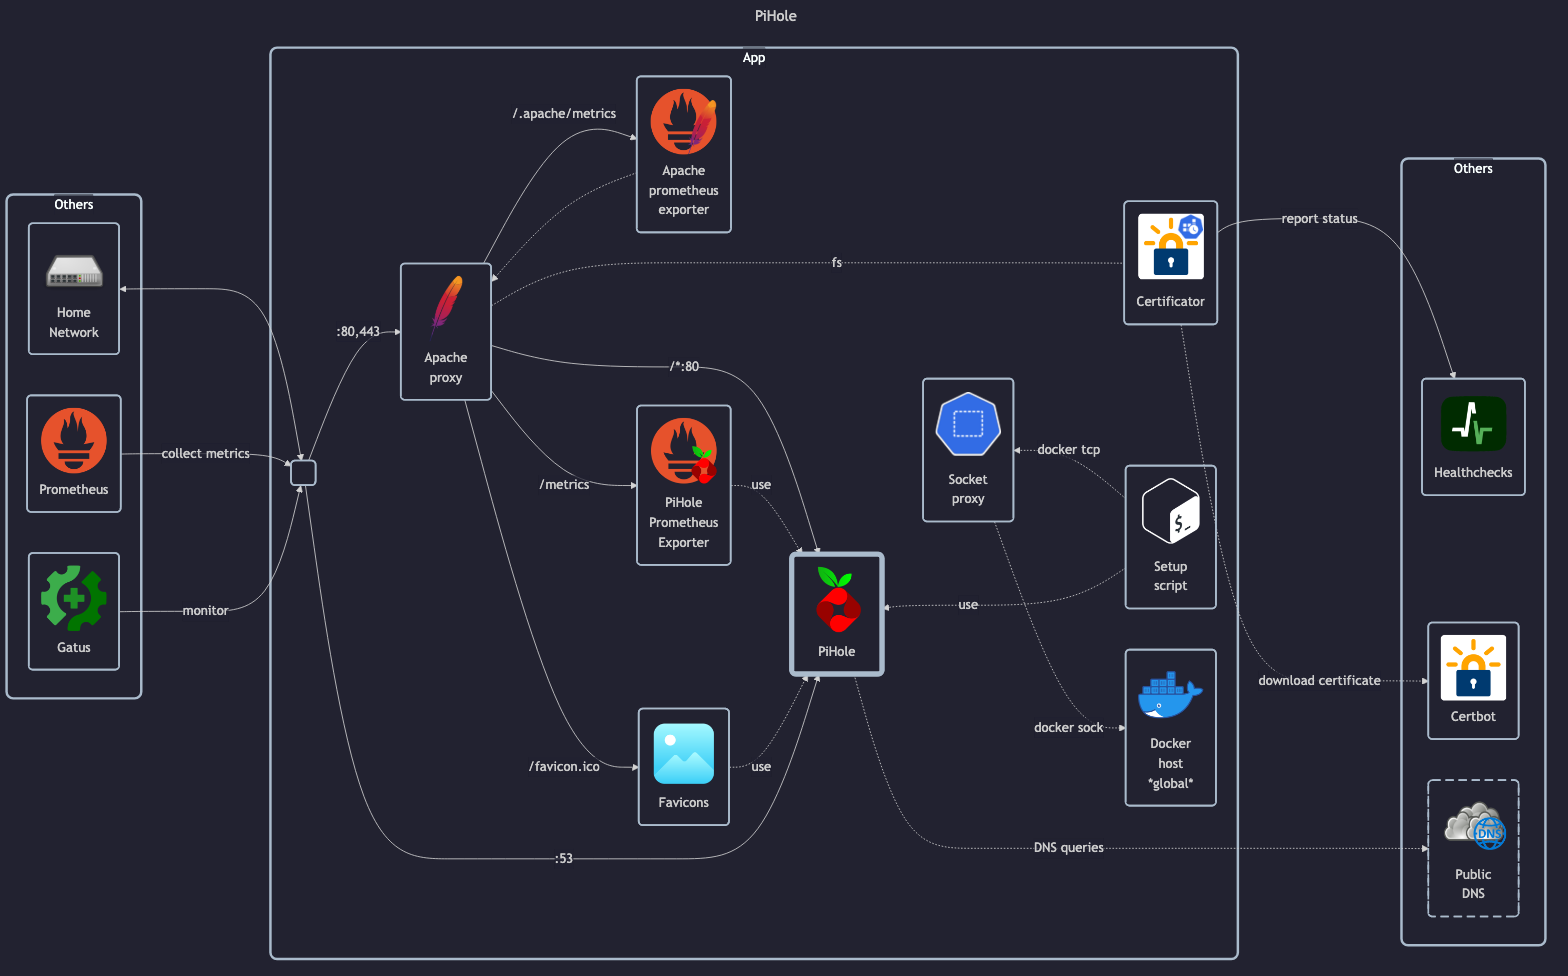 PiHole
App
Others
Home
Network
Prometheus
Gatus
collect metrics
monitor
:80,443
Apache
proxy
/.apache/metrics
Apache
prometheus
exporter
fs
/*:80
/metrics
PiHole
Prometheus
Exporter
use
/favicon.ico
Favicons
use
:53
PiHole
use
Socket
proxy
docker tcp
docker sock
Certificator
Setup
script
$_
Docker
host
*global*
DNS queries
report status
download certificate
Others
Healthchecks
Certbot
DNS
Public
DNS